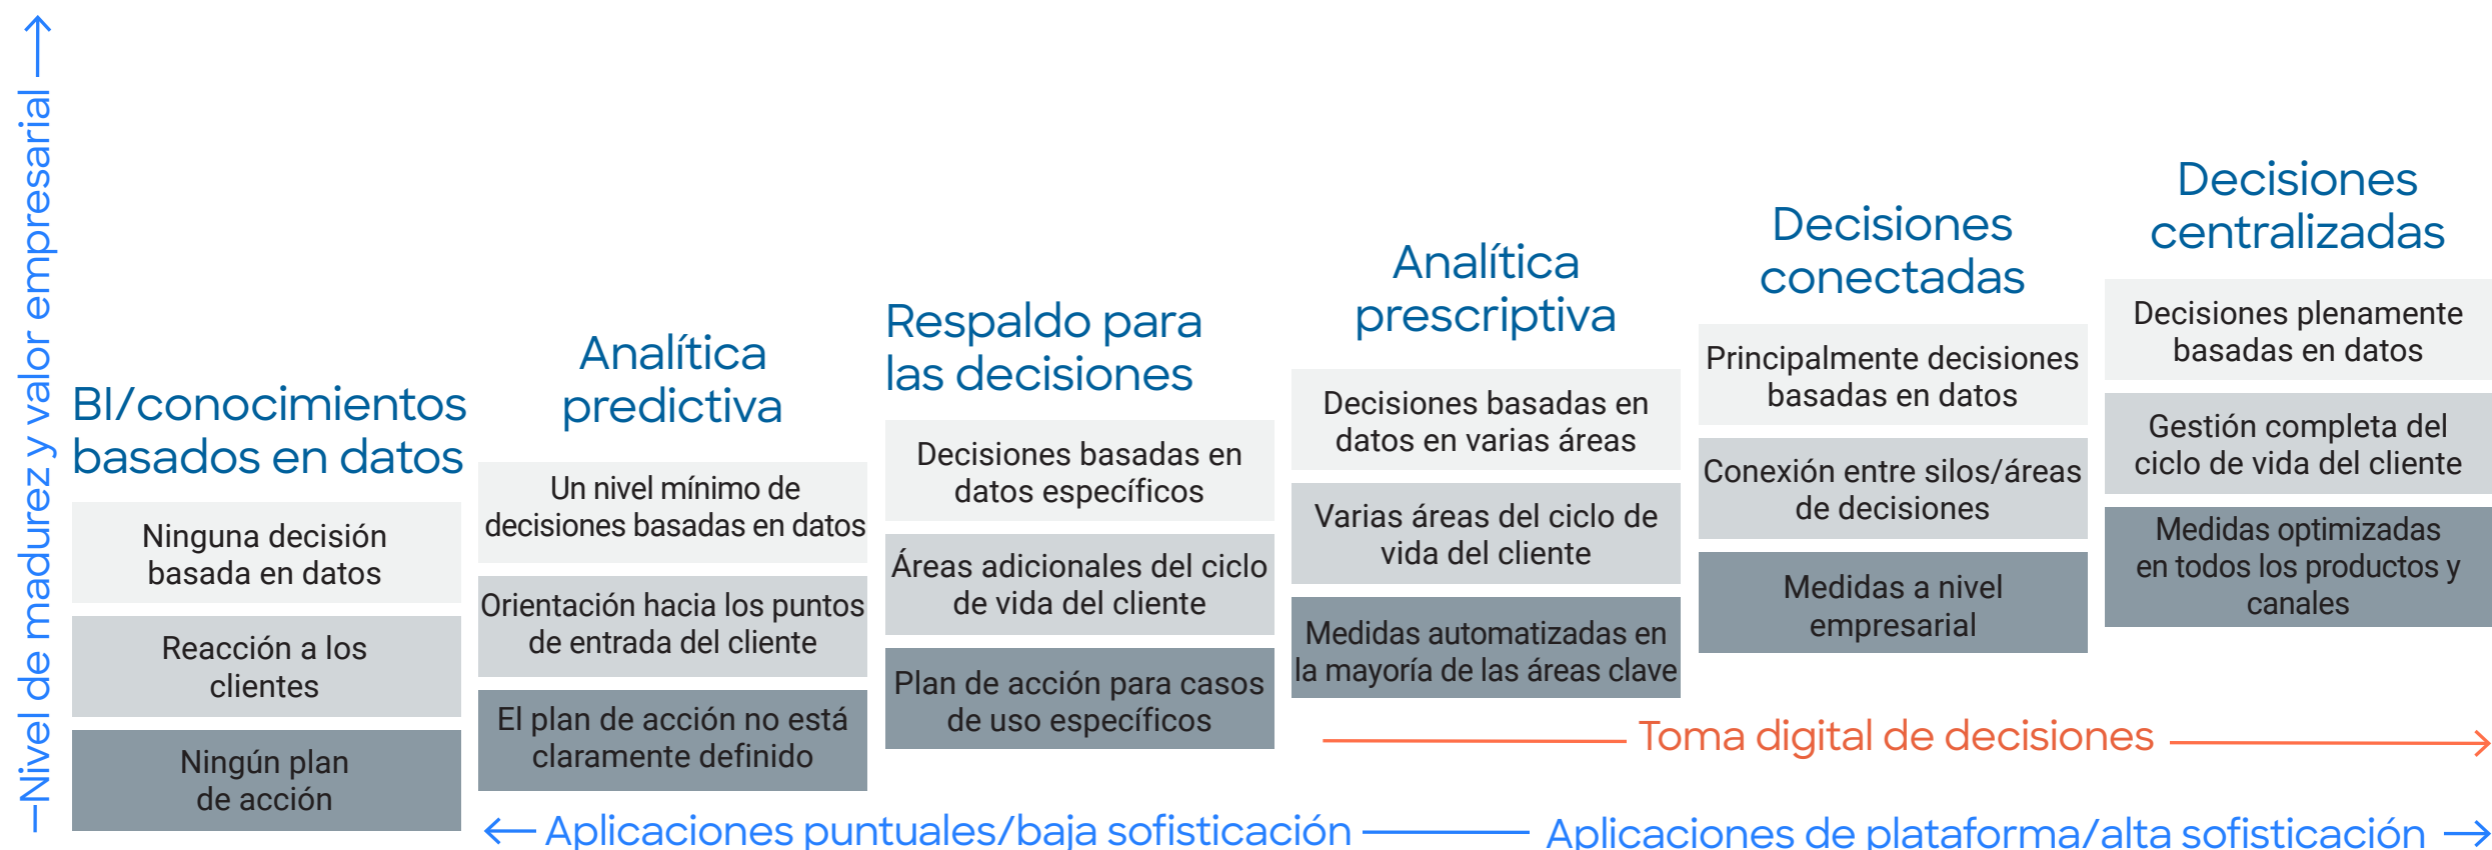 Nivel de madurez y valor empresarial
BI/conocimientos
basados en datos
Ninguna decisión
basada en datos
Reacción a los
clientes
Ningún plan
de acción
Analítica
predictiva
Un nivel mínimo de
decisiones basadas en datos
Orientación hacia los puntos
de entrada del cliente
El plan de acción no está
claramente definido
Respaldo para
las decisiones
Decisiones basadas en
datos específicos
Áreas adicionales del ciclo
de vida del cliente
Plan de acción para casos
de uso específicos
Analítica
prescriptiva
Decisiones basadas en
datos en varias áreas
Varias áreas del ciclo de
vida del cliente
Medidas automatizadas en
la mayoría de las áreas clave
Decisiones
conectadas
Principalmente decisiones
basadas en datos
Conexión entre silos/áreas
de decisiones
Medidas a nivel
empresarial
Decisiones
centralizadas
Decisiones plenamente
basadas en datos
Gestión completa del
ciclo de vida del cliente
Medidas optimizadas
en todos los productos y
canales
Toma digital de decisiones
Aplicaciones puntuales/baja sofisticación
Aplicaciones de plataforma/alta sofisticación